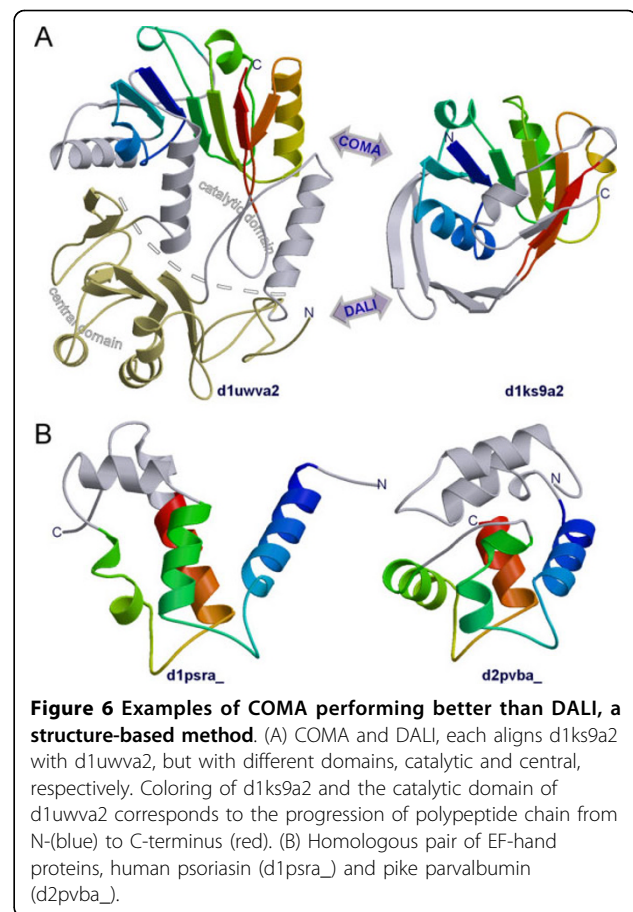 A
C
COMA
N
C
catalytic domain
central domain
N
DALI
d1uwva2
d1ks9a2
B
N
C
N
C
d1psra_
d2pvba_
Figure 6 Examples of COMA performing better than DALI, a
structure-based method. (A) COMA and DALI, each aligns d1ks9a2
with d1uwva2, but with different domains, catalytic and central,
respectively. Coloring of d1ks9a2 and the catalytic domain of
d1uwva2 corresponds to the progression of polypeptide chain from
N-(blue) to C-terminus (red). (B) Homologous pair of EF-hand
proteins, human psoriasin (d1psra_) and pike parvalbumin
(d2pvba_).